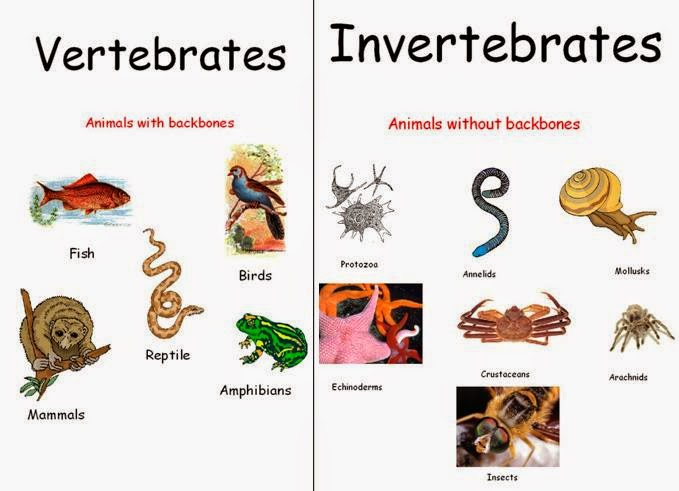 Vertebrates
Animals with backbones
Fish
Birds
Reptile
Amphibians
Mammals
Invertebrates
Animals without backbones
Protozoa
Annelids
Mollusks
Echinoderms
Crustaceans
Arachnids
Insects